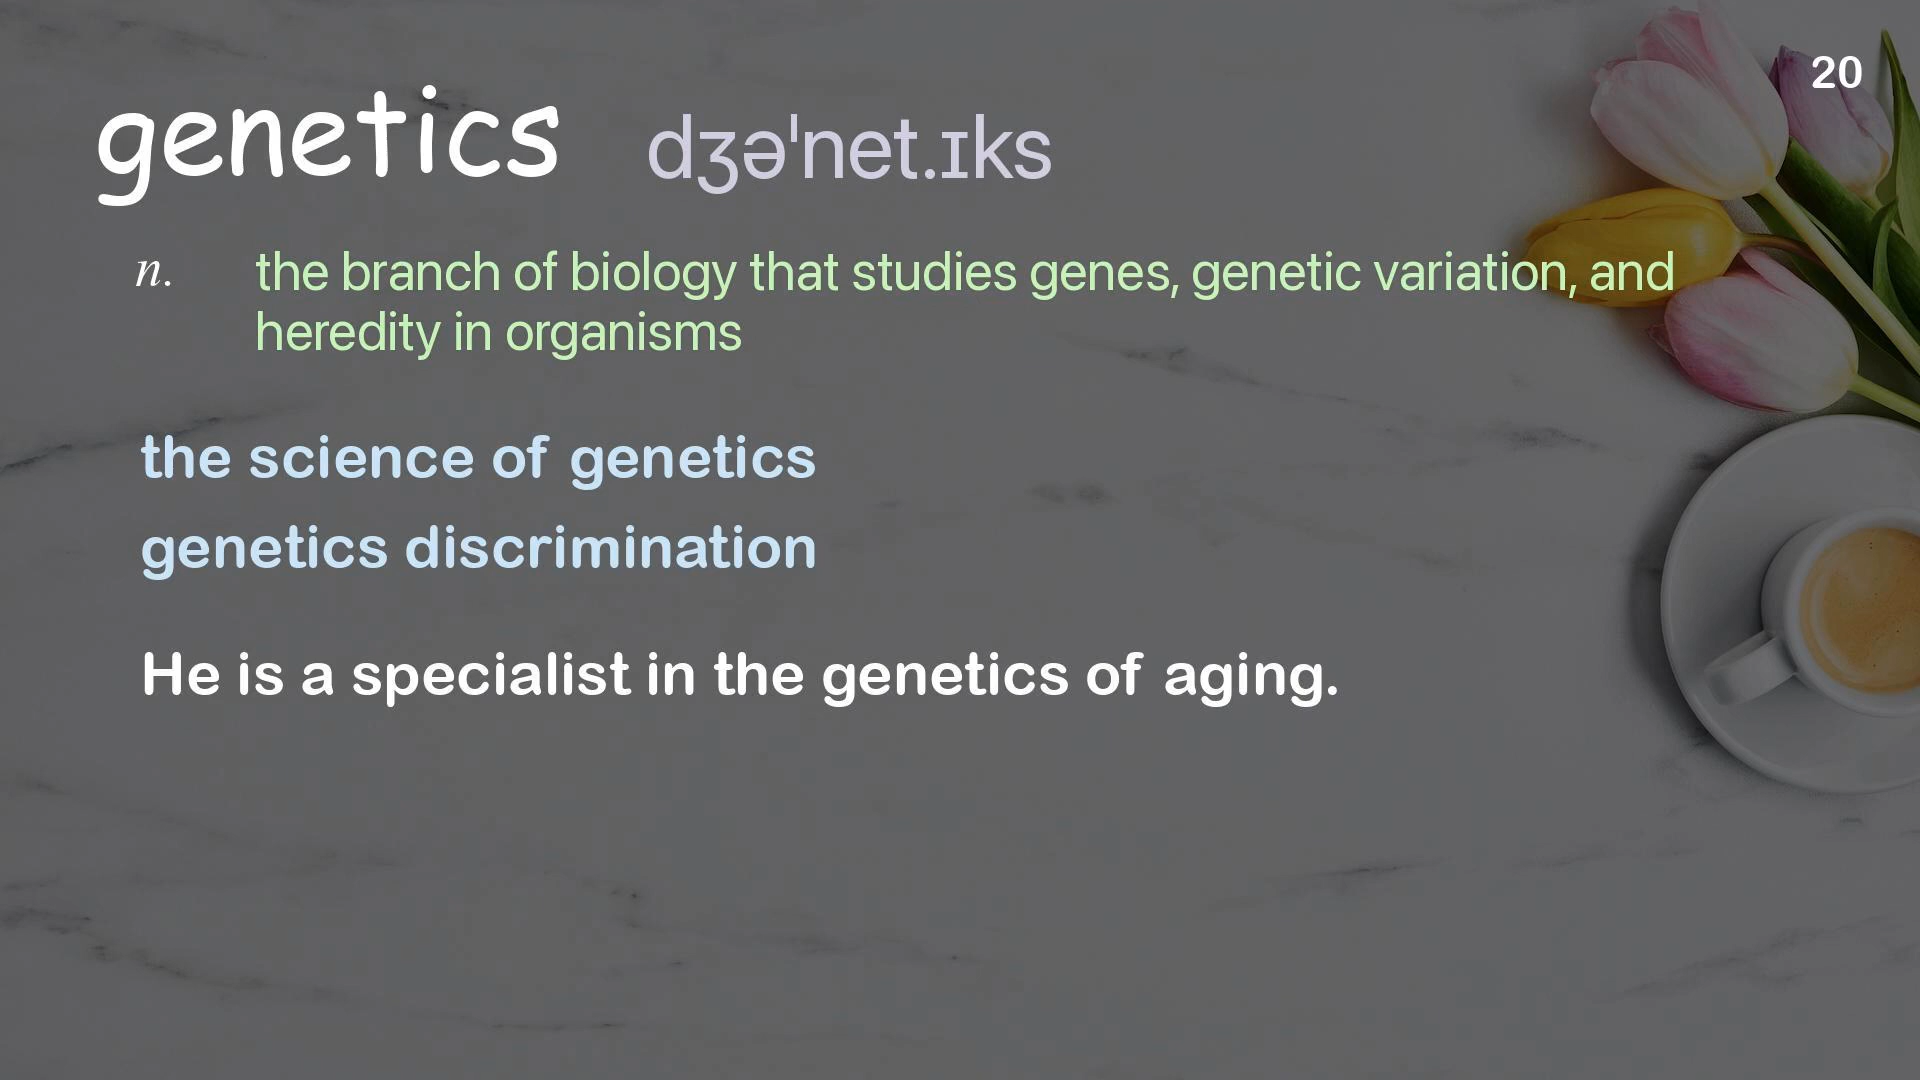 20
genetics dʒəˈnet.ɪks
n. the branch of biology that studies genes, genetic variation, and
heredity in organisms
the science of genetics
genetics discrimination
He is a specialist in the genetics of aging.